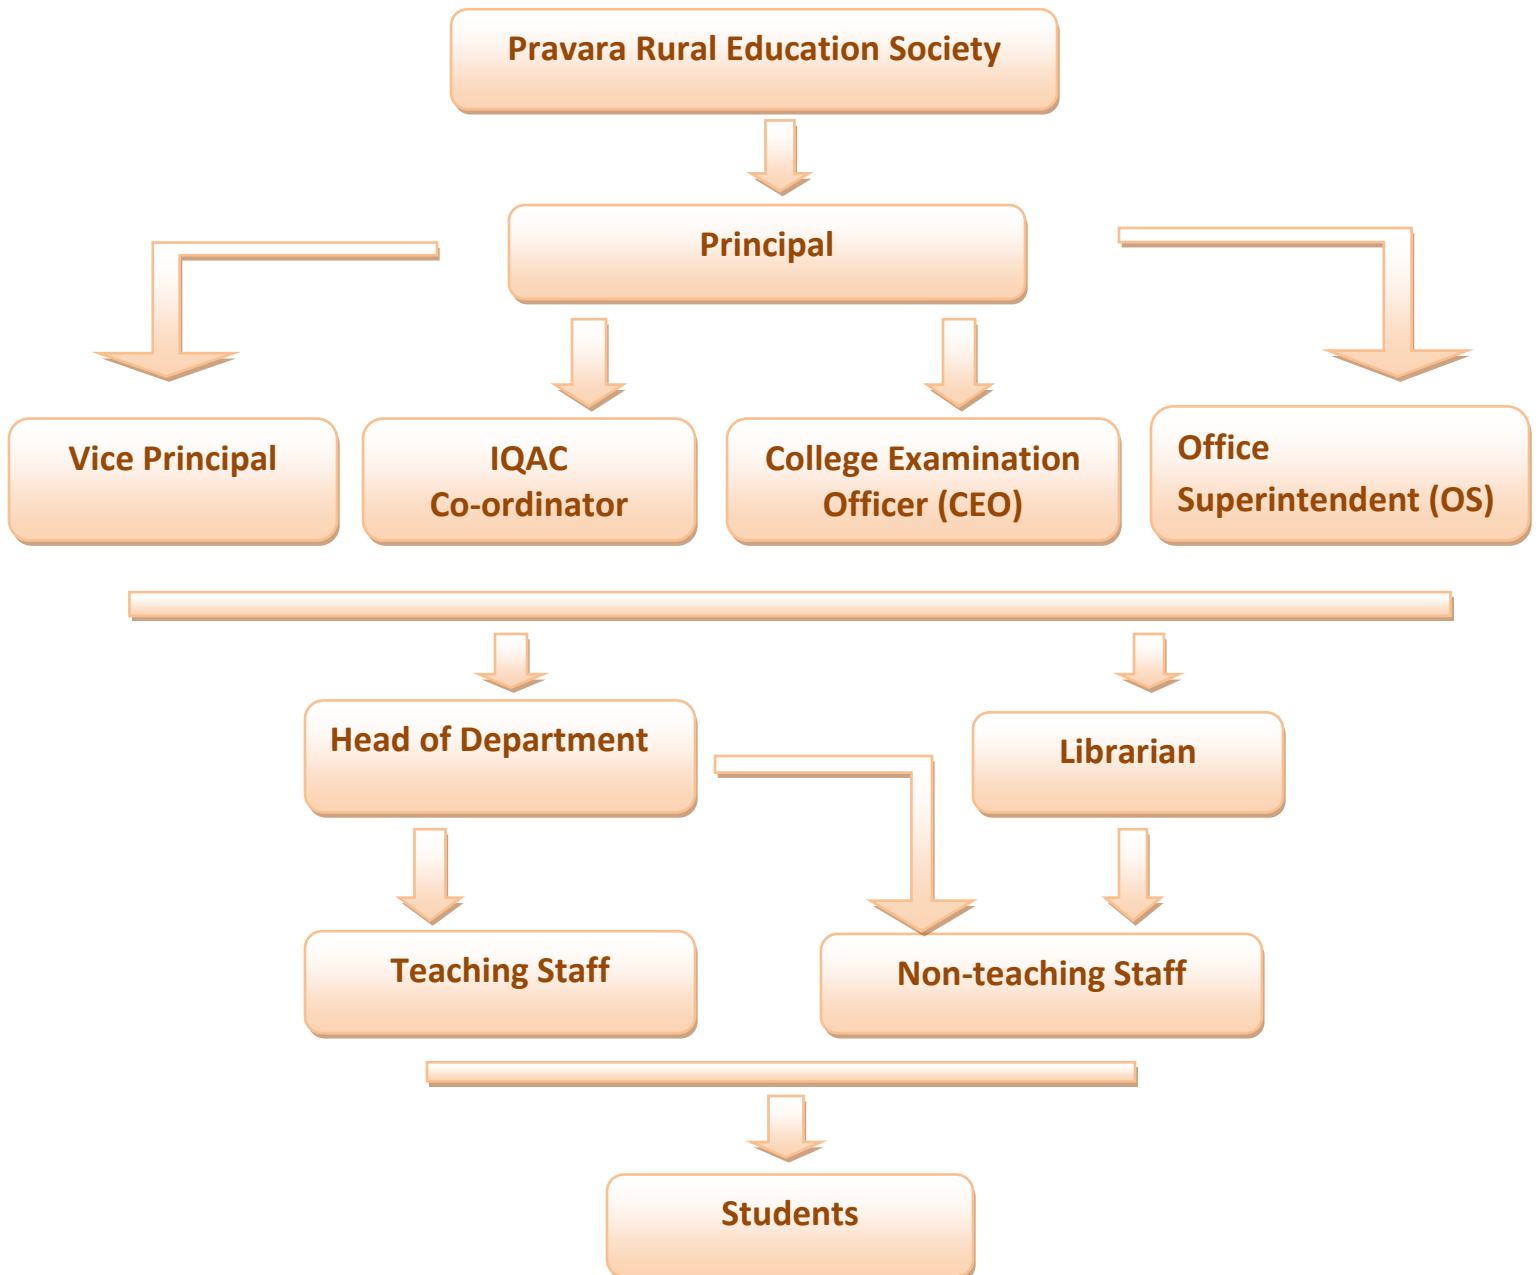 Pravara Rural Education Society
Principal
Vice Principal
IQAC
Co-ordinator
College Examination
Officer (CEO)
Office
Superintendent (OS)
Head of Department
Librarian
Teaching Staff
Non-teaching Staff
Students